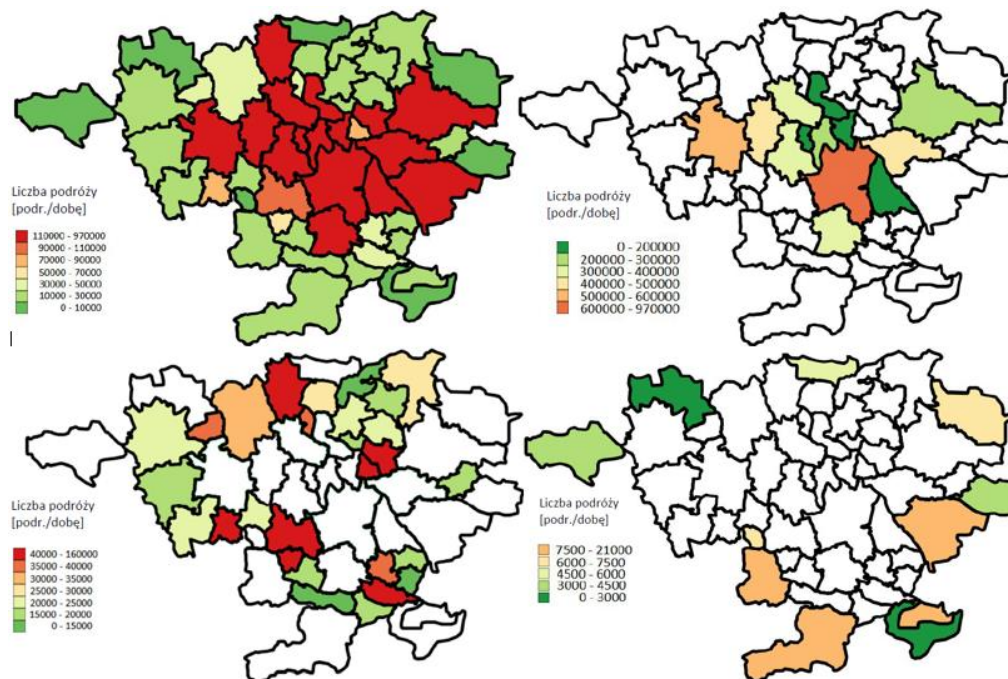 Liczba podróży
[podr./dobę]
110000 - 970000
90000 - 110000
70000 - 90000
50000 - 70000
30000 - 50000
10000 - 30000
0 - 10000
Liczba podróży
[podr./dobę]
0 - 200000
200000 - 300000
300000 - 400000
400000 - 500000
500000 - 600000
600000 - 970000
Liczba podróży
[podr./dobę]
40000 - 160000
35000 - 40000
30000 - 35000
25000 - 30000
20000 - 25000
15000 - 20000
0 - 15000
Liczba podróży
[podr./dobę]
7500 - 21000
6000 - 7500
4500 - 6000
3000 - 4500
0 - 3000